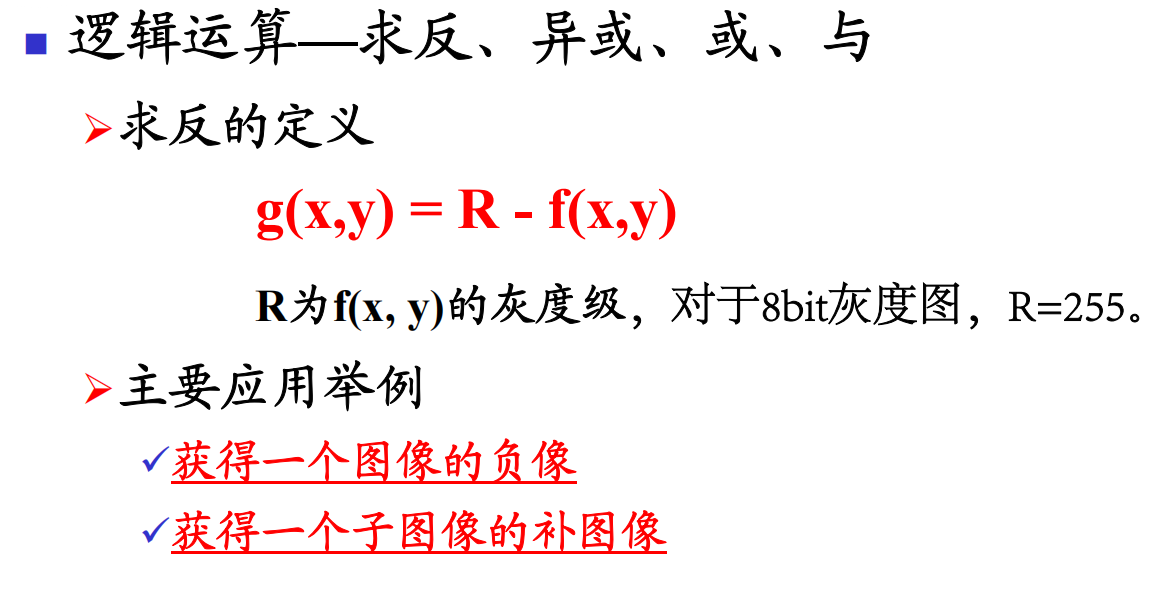 逻辑运算—求反、异或、或、与
求反的定义
g(x,y) = R - f(x,y)
R为f(x, y)的灰度级，对于8bit灰度图，R=255。
主要应用举例
获得一个图像的负像
获得一个子图像的补图像